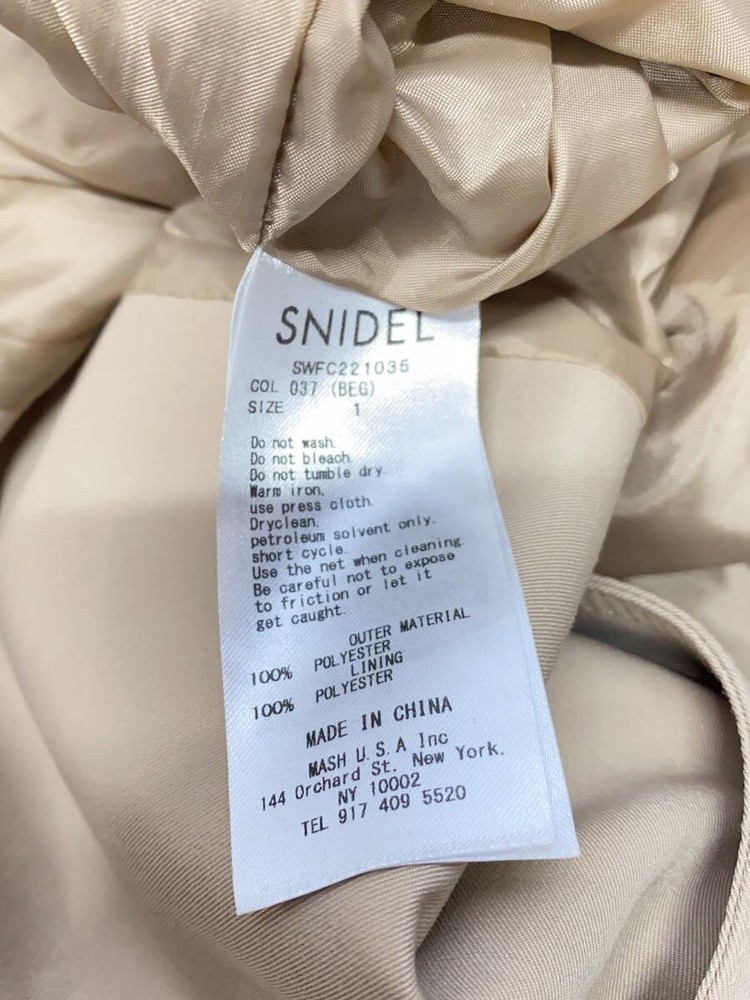 SNIDEL
SWFC221035
COL 037 (BEG)
SIZE 1
Do not wash.
Do not bleach.
Do not tumble dry.
Warm iron,
use press cloth.
Dryclean,
petroleum solvent only.
short cycle.
Use the net when cleaning.
Be careful not to expose
to friction or let it
get caught.
OUTER MATERIAL
100% POLYESTER
LINING
100% POLYESTER
MADE IN CHINA
MASH U.S.A Inc
144 Orchard St. New York,
NY 10002
TEL 917 409 5520